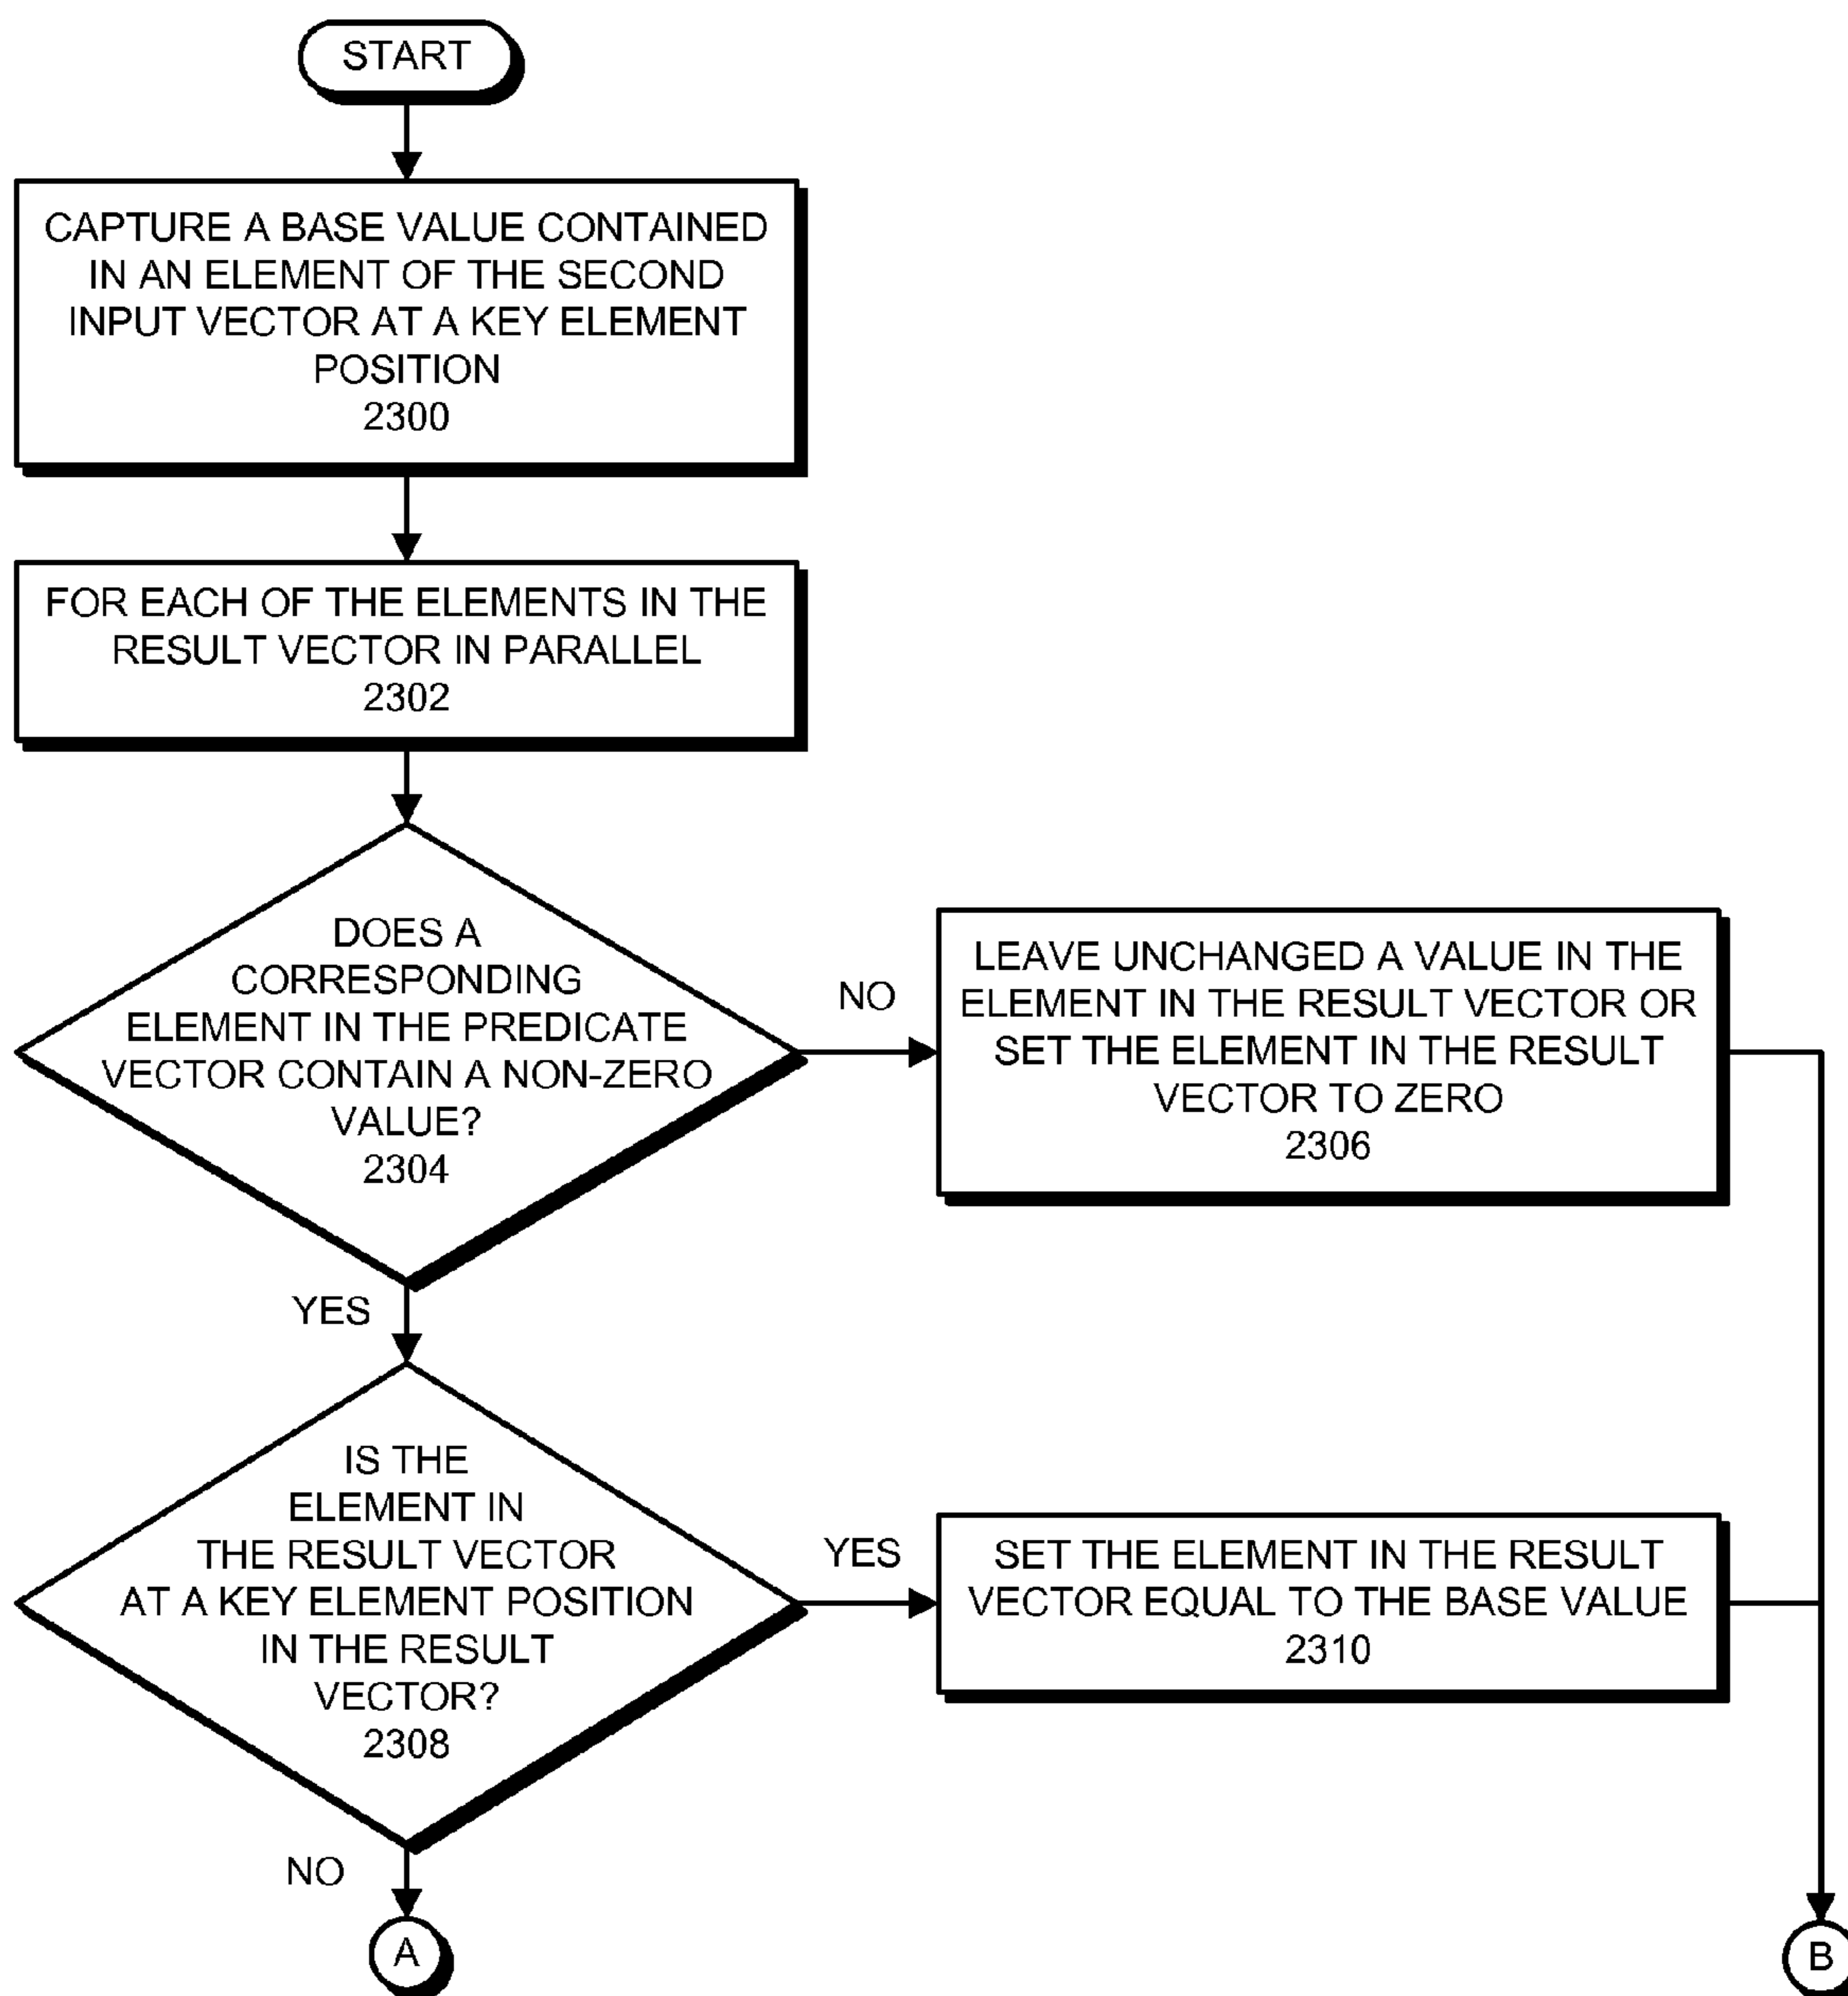 START
CAPTURE A BASE VALUE CONTAINED
IN AN ELEMENT OF THE SECOND
INPUT VECTOR AT A KEY ELEMENT
POSITION
2300
FOR EACH OF THE ELEMENTS IN THE
RESULT VECTOR IN PARALLEL
2302
DOES A
CORRESPONDING
ELEMENT IN THE PREDICATE
VECTOR CONTAIN A NON-ZERO
VALUE?
2304
NO
LEAVE UNCHANGED A VALUE IN THE
ELEMENT IN THE RESULT VECTOR OR
SET THE ELEMENT IN THE RESULT
VECTOR TO ZERO
2306
YES
IS THE
ELEMENT IN
THE RESULT VECTOR
AT A KEY ELEMENT POSITION
IN THE RESULT
VECTOR?
2308
YES
SET THE ELEMENT IN THE RESULT
VECTOR EQUAL TO THE BASE VALUE
2310
NO
A
B